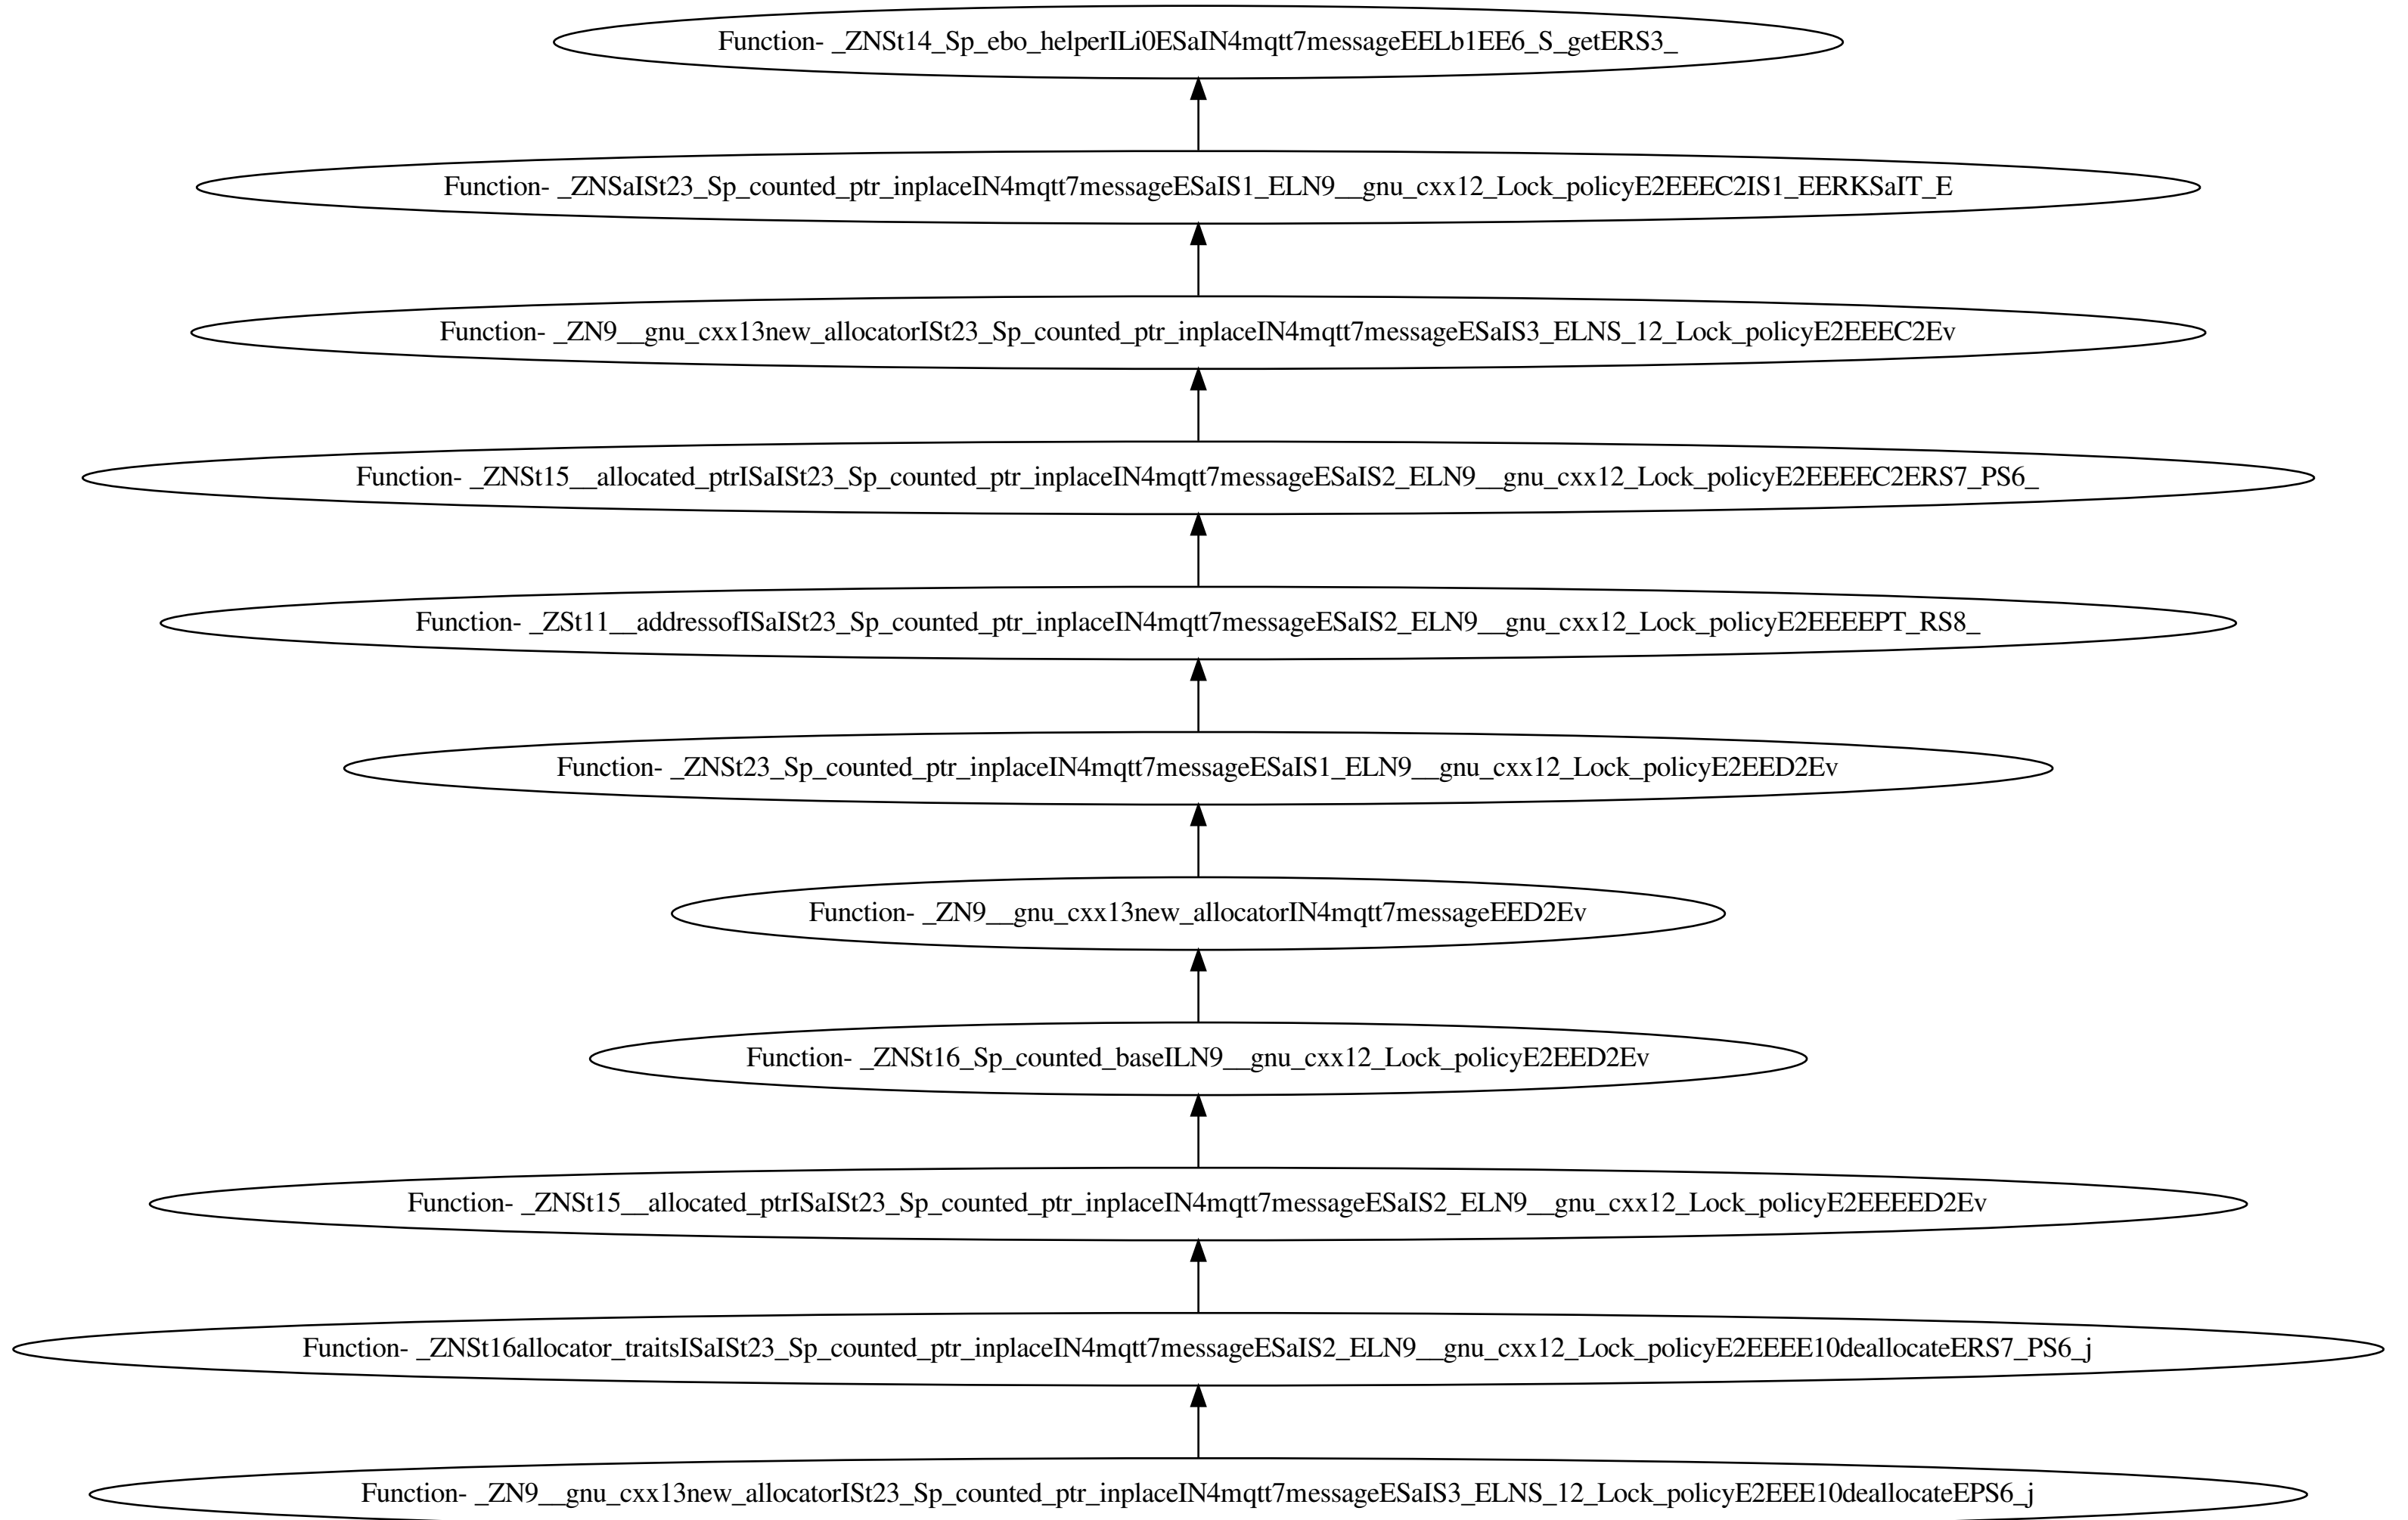 Function- _ZNSt14_Sp_ebo_helperILi0ESaIN4mqtt7messageEELb1EE6_S_getERS3_
Function- _ZNSaISt23_Sp_counted_ptr_inplaceIN4mqtt7messageESaIS1_ELN9__gnu_cxx12_Lock_policyE2EEEC2IS1_EERKSaIT_E
Function- _ZN9__gnu_cxx13new_allocatorISt23_Sp_counted_ptr_inplaceIN4mqtt7messageESaIS3_ELNS_12_Lock_policyE2EEEC2Ev
Function- _ZNSt15__allocated_ptrISaISt23_Sp_counted_ptr_inplaceIN4mqtt7messageESaIS2_ELN9__gnu_cxx12_Lock_policyE2EEEEC2ERS7_PS6_
Function- _ZSt11__addressofISaISt23_Sp_counted_ptr_inplaceIN4mqtt7messageESaIS2_ELN9__gnu_cxx12_Lock_policyE2EEEEPT_RS8_
Function- _ZNSt23_Sp_counted_ptr_inplaceIN4mqtt7messageESaIS1_ELN9__gnu_cxx12_Lock_policyE2EED2Ev
Function- _ZN9__gnu_cxx13new_allocatorIN4mqtt7messageEED2Ev
Function- _ZNSt16_Sp_counted_baseILN9__gnu_cxx12_Lock_policyE2EED2Ev
Function- _ZNSt15__allocated_ptrISaISt23_Sp_counted_ptr_inplaceIN4mqtt7messageESaIS2_ELN9__gnu_cxx12_Lock_policyE2EEEED2Ev
Function- _ZNSt16allocator_traitsISaISt23_Sp_counted_ptr_inplaceIN4mqtt7messageESaIS2_ELN9__gnu_cxx12_Lock_policyE2EEEE10deallocateERS7_PS6_j
Function- _ZN9__gnu_cxx13new_allocatorISt23_Sp_counted_ptr_inplaceIN4mqtt7messageESaIS3_ELNS_12_Lock_policyE2EEE10deallocateEPS6_j